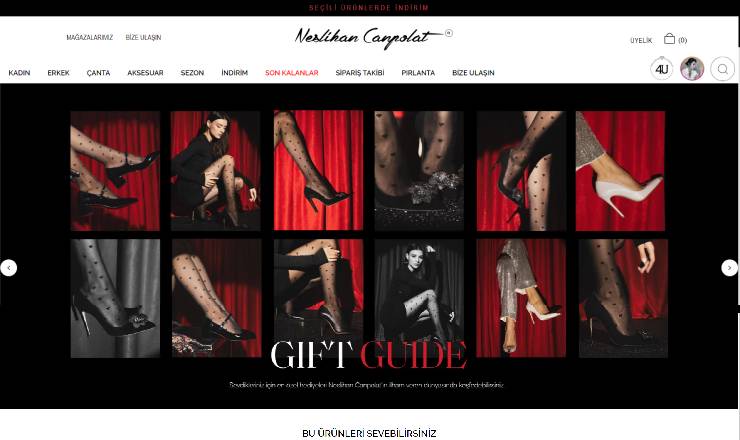 SEÇİLİ ÜRÜNLERDE İNDİRİM
MAĞAZALARIMIZ BİZE ULAŞIN
Neslihan Canpolat ®
ÜYELİK (0)
KADIN ERKEK ÇANTA AKSESUAR SEZON İNDİRİM SON KALANLAR SİPARİŞ TAKİBİ PIRLANTA BİZE ULAŞIN
4U
GIFT GUIDE
Sevdikleriniz için en özel hediyeleri Neslihan Canpolat'ın ilham veren dünyasında keşfedebilirsiniz.
BU ÜRÜNLERİ SEVEBİLİRSİNİZ